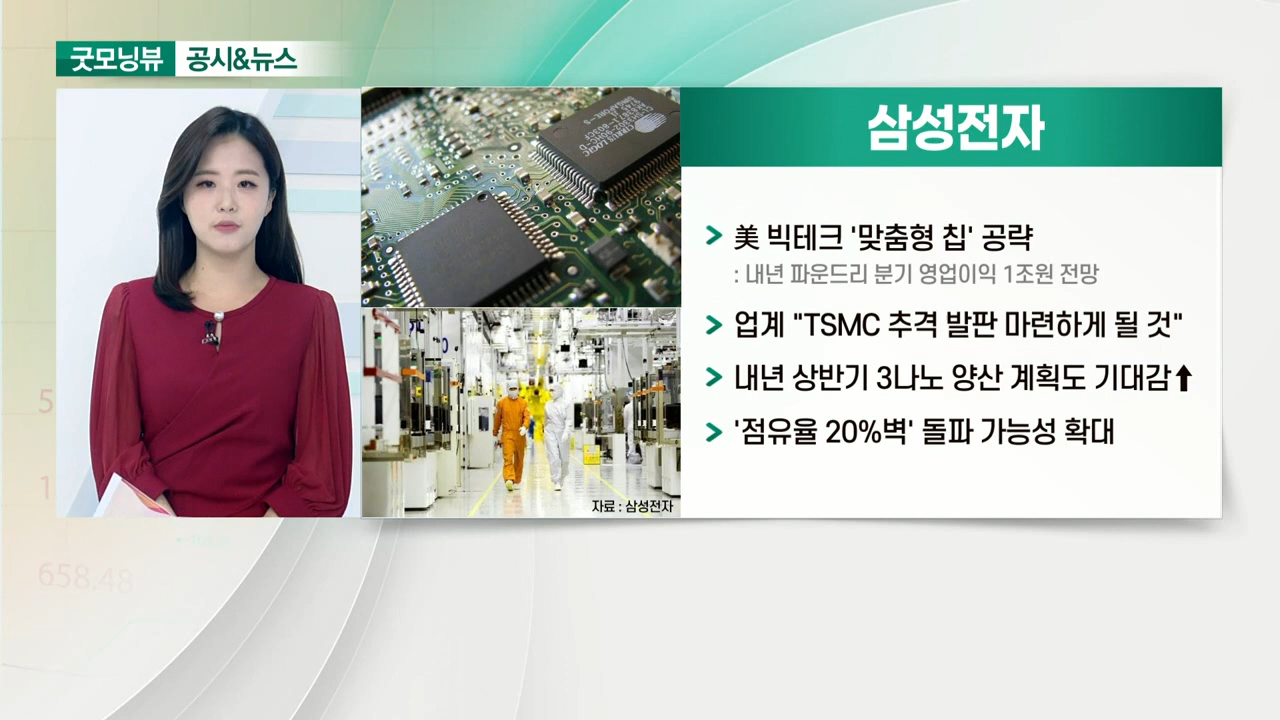 굿모닝뷰 공시&뉴스
삼성전자
美 빅테크 '맞춤형 칩' 공략
: 내년 파운드리 분기 영업이익 1조원 전망
업계 "TSMC 추격 발판 마련하게 될 것"
내년 상반기 3나노 양산 계획도 기대감⬆
'점유율 20%벽' 돌파 가능성 확대
CIRRUS
LOGIC
SINGAPORE
자료 : 삼성전자
658.48